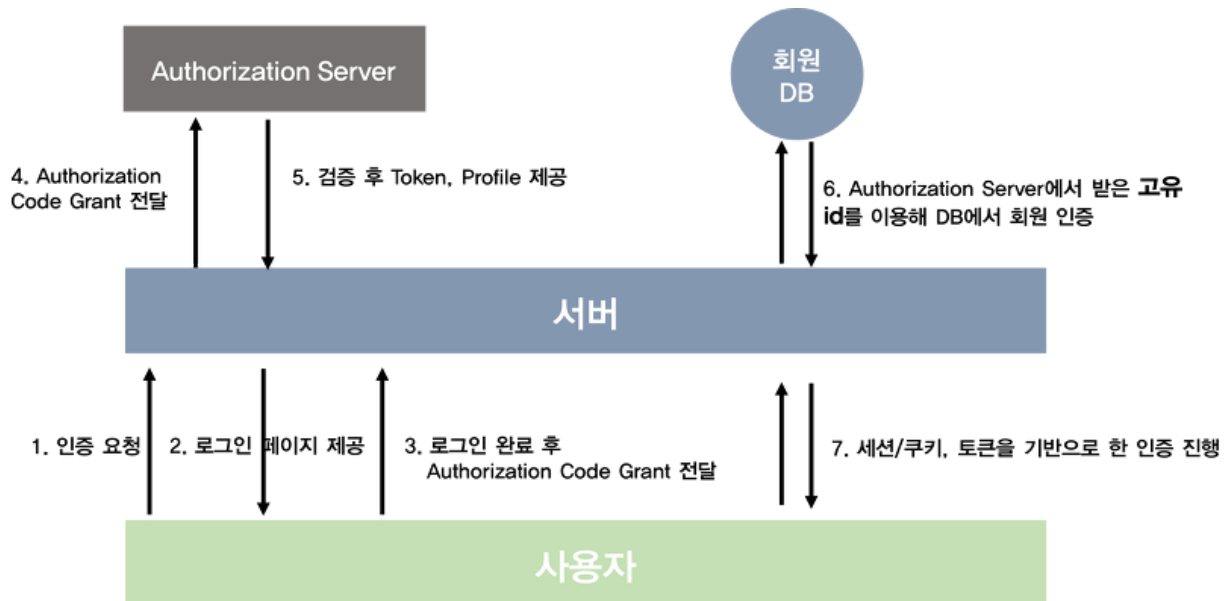 Authorization Server
회원
DB
4. Authorization
Code Grant 전달
5. 검증 후 Token, Profile 제공
6. Authorization Server에서 받은 고유
id를 이용해 DB에서 회원 인증
서버
1. 인증 요청
2. 로그인 페이지 제공
3. 로그인 완료 후
Authorization Code Grant 전달
7. 세션/쿠키, 토큰을 기반으로 한 인증 진행
사용자